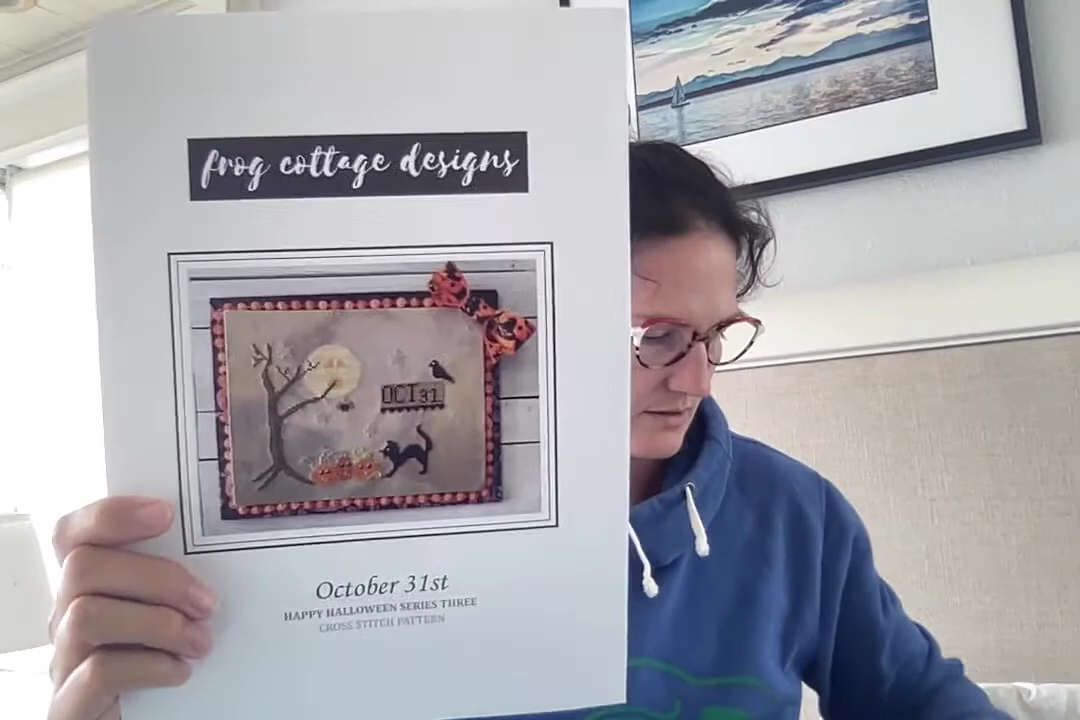 frog cottage designs
OCT 31
October 31st
HAPPY HALLOWEEN SERIES THREE
CROSS STITCH PATTERN